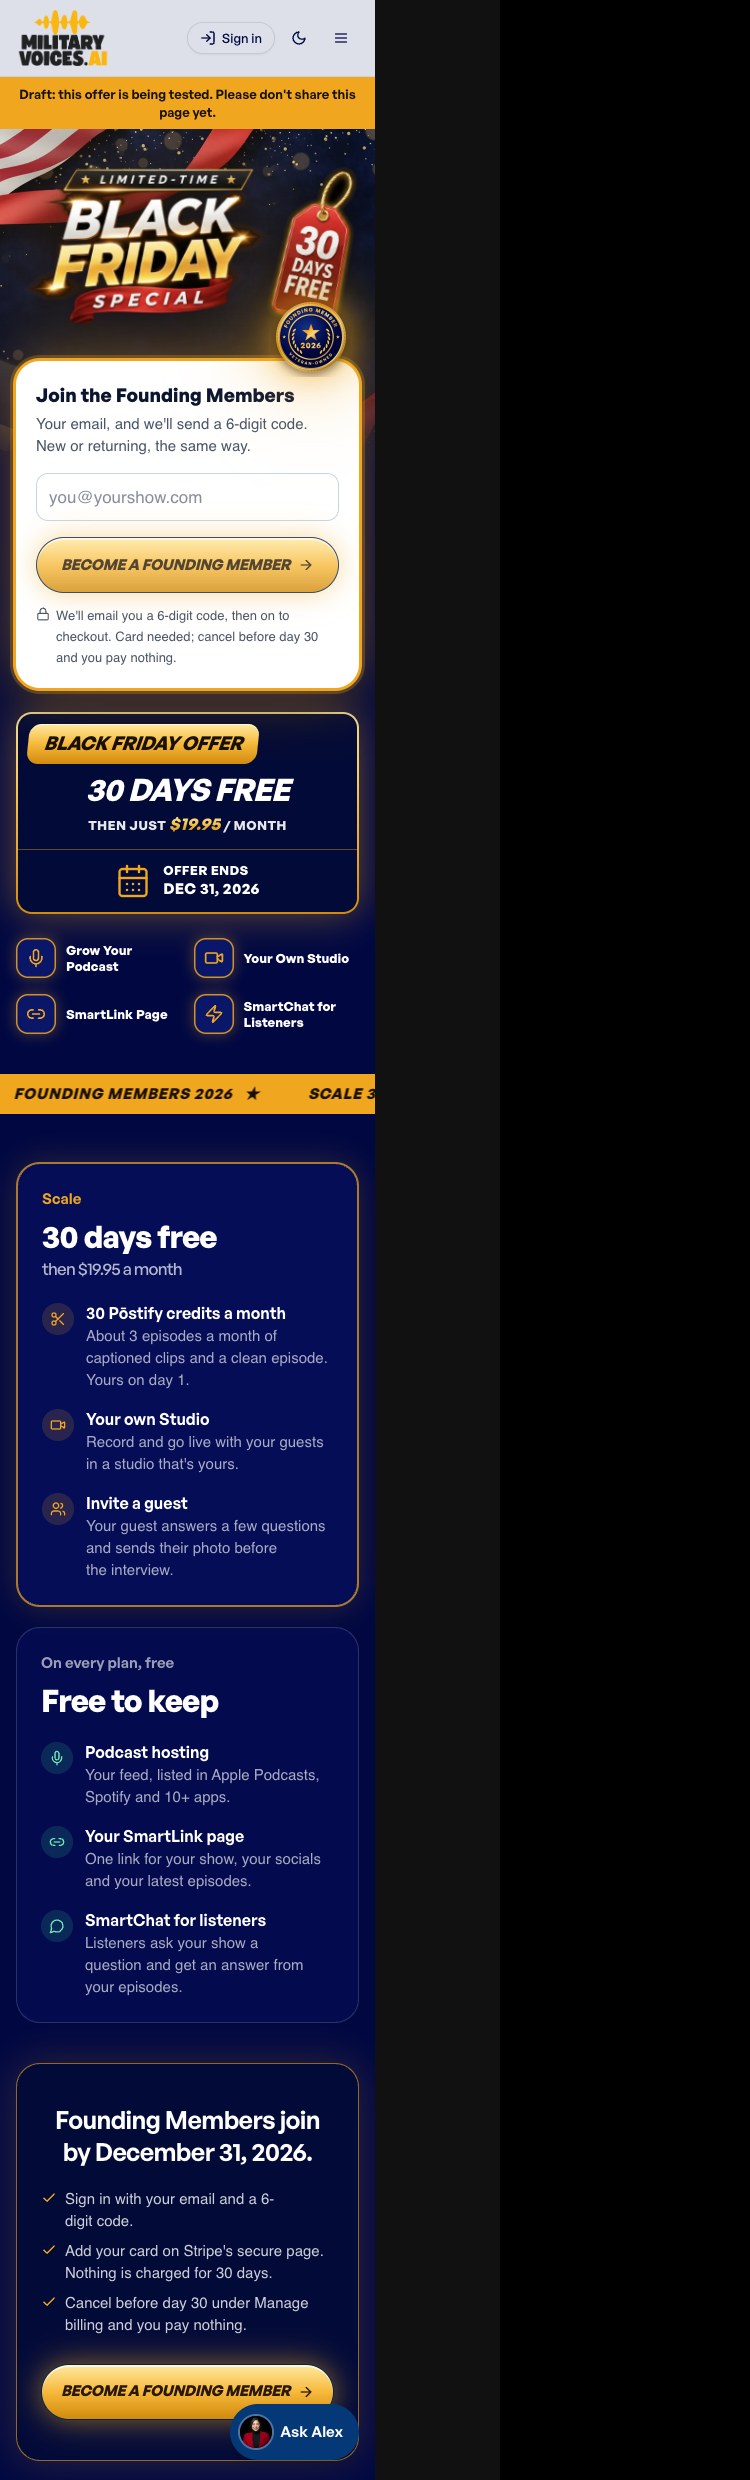 MILITARY
VOICES.AI
Sign in
Draft: this offer is being tested. Please don't share this
page yet.
★ LIMITED-TIME ★
BLACK
FRIDAY
SPECIAL
30
DAYS
FREE
FOUNDING MEMBER
2026
VETERAN-OWNED
Join the Founding Members
Your email, and we'll send a 6-digit code.
New or returning, the same way.
you@yourshow.com
BECOME A FOUNDING MEMBER →
We'll email you a 6-digit code, then on to
checkout. Card needed; cancel before day 30
and you pay nothing.
BLACK FRIDAY OFFER
30 DAYS FREE
THEN JUST $19.95 / MONTH
OFFER ENDS
DEC 31, 2026
Grow Your
Podcast
Your Own Studio
SmartLink Page
SmartChat for
Listeners
FOUNDING MEMBERS 2026 ★ SCALE 3
Scale
30 days free
then $19.95 a month
30 Pōstify credits a month
About 3 episodes a month of
captioned clips and a clean episode.
Yours on day 1.
Your own Studio
Record and go live with your guests
in a studio that's yours.
Invite a guest
Your guest answers a few questions
and sends their photo before
the interview.
On every plan, free
Free to keep
Podcast hosting
Your feed, listed in Apple Podcasts,
Spotify and 10+ apps.
Your SmartLink page
One link for your show, your socials
and your latest episodes.
SmartChat for listeners
Listeners ask your show a
question and get an answer from
your episodes.
Founding Members join
by December 31, 2026.
Sign in with your email and a 6-
digit code.
Add your card on Stripe's secure page.
Nothing is charged for 30 days.
Cancel before day 30 under Manage
billing and you pay nothing.
BECOME A FOUNDING MEMBER →
Ask Alex